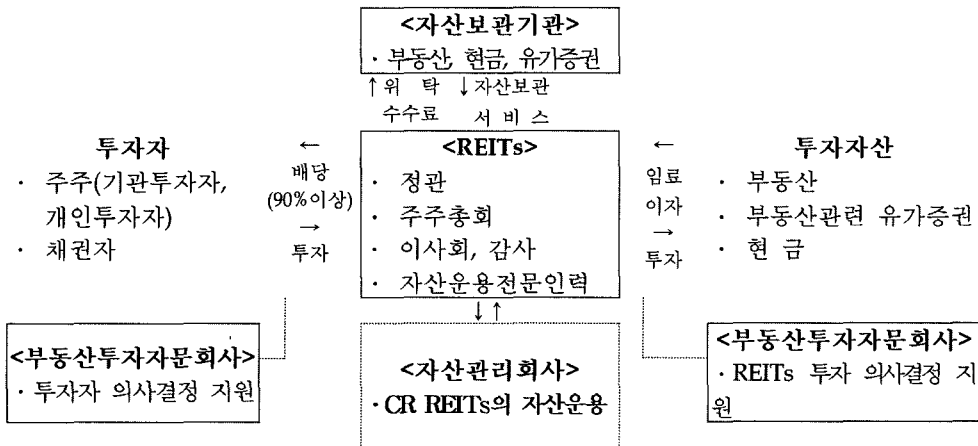 <자산보관기관>
· 부동산, 현금, 유가증권
↑위 탁 ↓자산보관
수수료 서 비 스
투자자
· 주주(기관투자자,
개인투자자)
· 채권자
←
배당
(90%이상)
→
투자
<REITs>
· 정관
· 주주총회
· 이사회, 감사
· 자산운용전문인력
←
임료
이자
→
투자
투자자산
· 부동산
· 부동산관련 유가증권
· 현 금
↓↑
<부동산투자자문회사>
· 투자자 의사결정 지원
<자산관리회사>
· CR REITs의 자산운용
<부동산투자자문회사>
· REITs 투자 의사결정 지
원